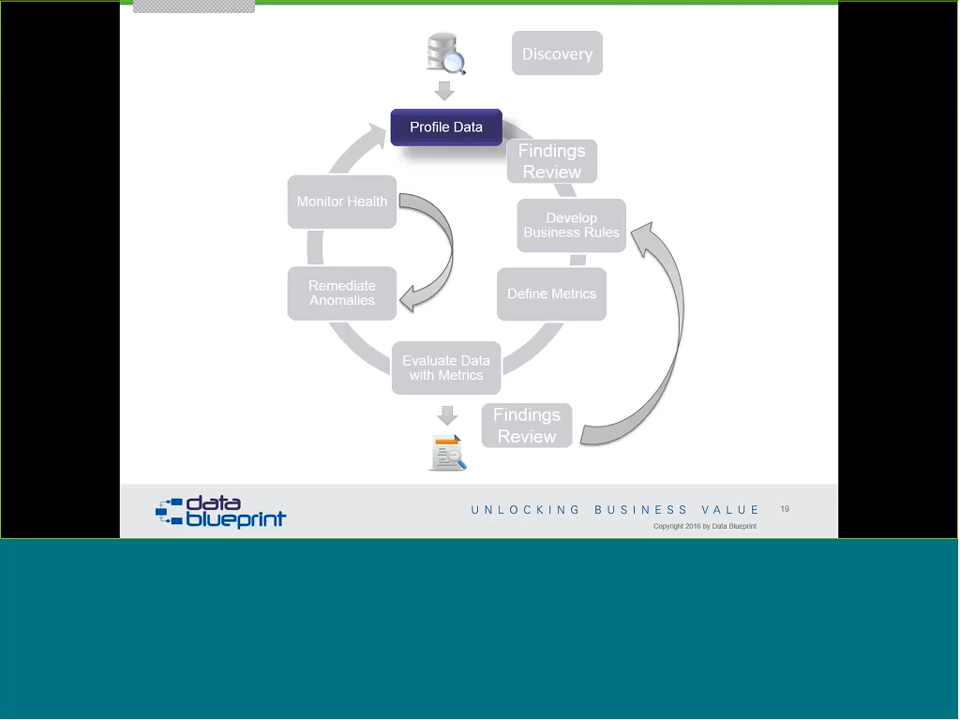 Discovery
Profile Data
Findings
Review
Monitor Health
Develop
Business Rules
Remediate
Anomalies
Define Metrics
Evaluate Data
with Metrics
Findings
Review
data
blueprint
UNLOCKING BUSINESS VALUE
19
Copyright 2016 by Data Blueprint